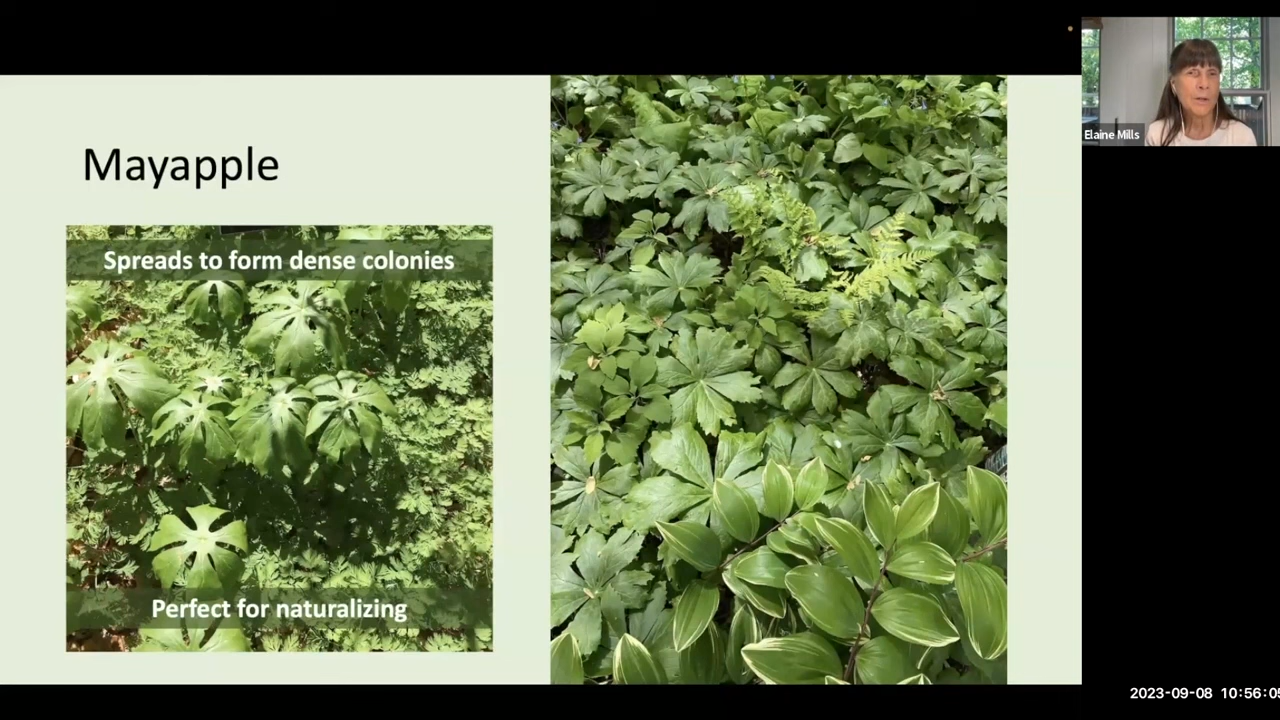 Mayapple
Spreads to form dense colonies
Perfect for naturalizing
Elaine Mills
2023-09-08 10:56:05